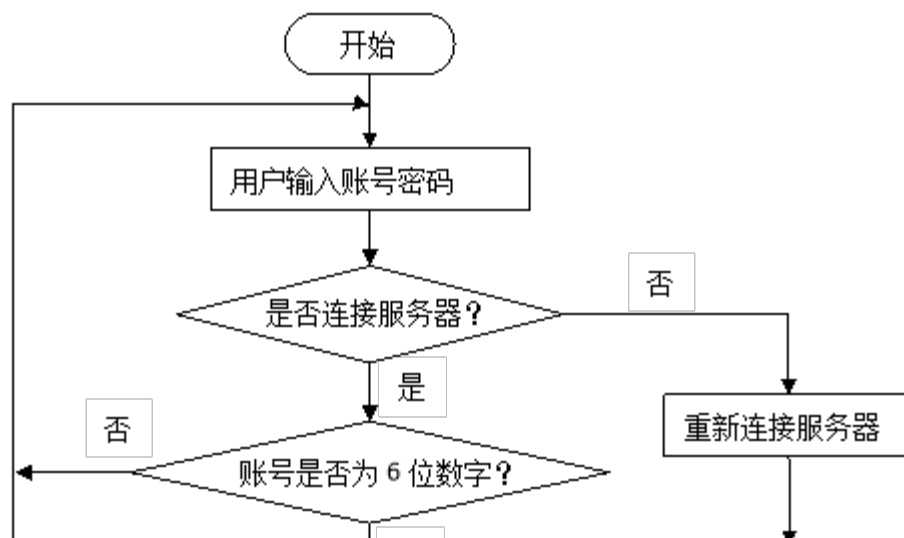 开始
用户输入账号密码
是否连接服务器？
否
是
重新连接服务器
否
账号是否为 6 位数字？